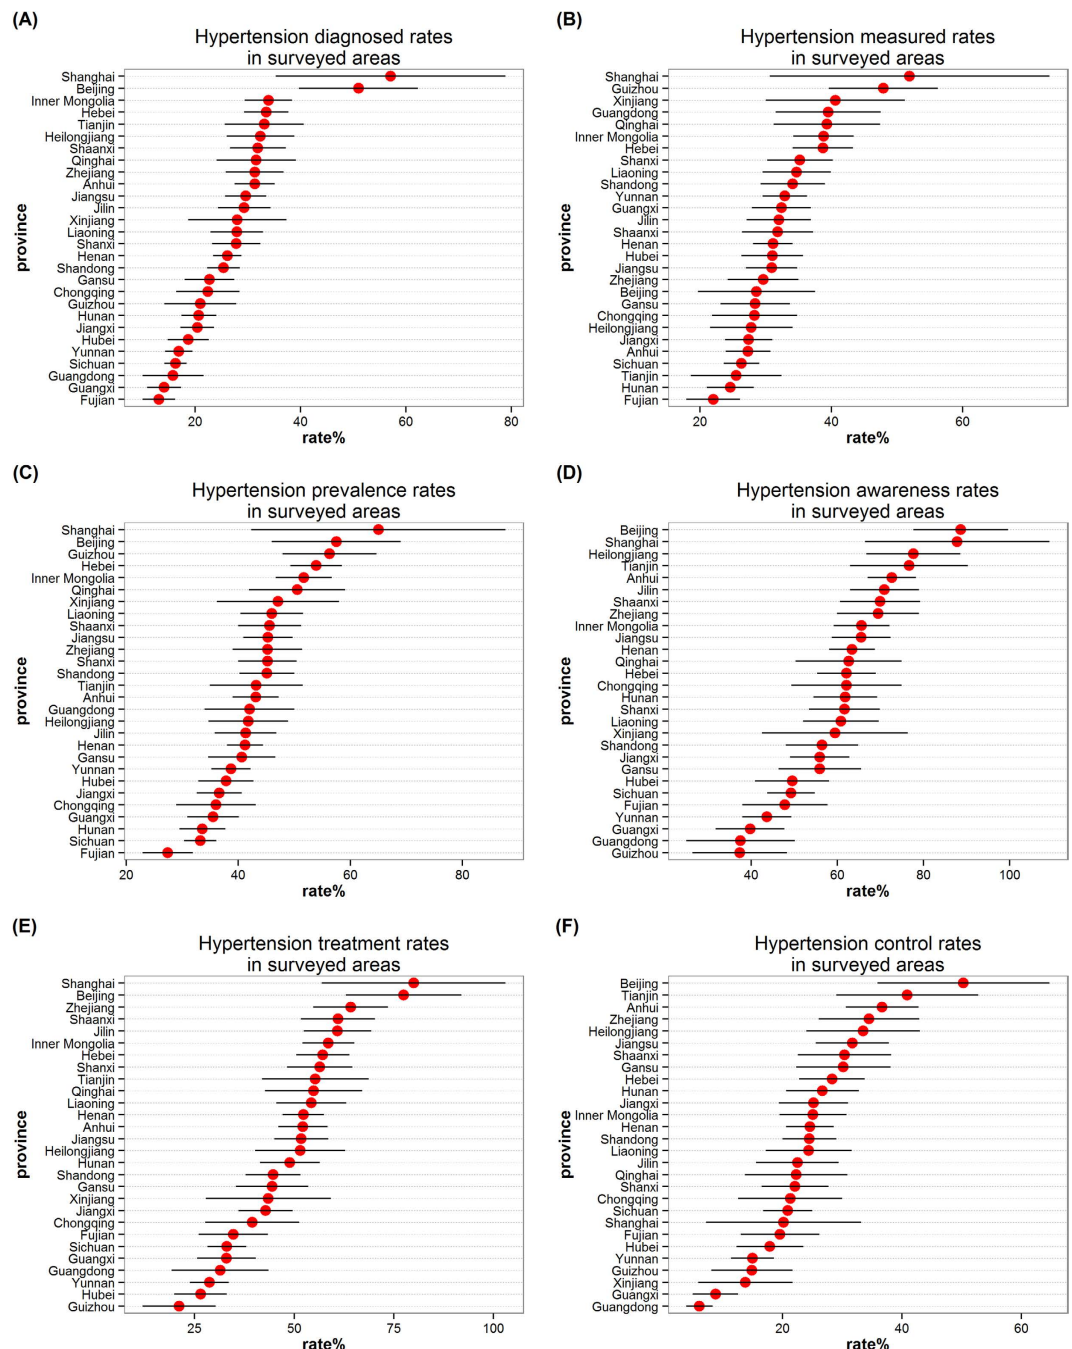 (A)
Hypertension diagnosed rates
in surveyed areas
province
Shanghai
Beijing
Inner Mongolia
Hebei
Tianjin
Heilongjiang
Shaanxi
Qinghai
Zhejiang
Anhui
Jiangsu
Jilin
Xinjiang
Liaoning
Shanxi
Henan
Shandong
Gansu
Chongqing
Guizhou
Hunan
Jiangxi
Hubei
Yunnan
Sichuan
Guangdong
Guangxi
Fujian
20 40 60 80
rate%
(B)
Hypertension measured rates
in surveyed areas
province
Shanghai
Guizhou
Xinjiang
Guangdong
Qinghai
Inner Mongolia
Hebei
Shanxi
Liaoning
Shandong
Yunnan
Guangxi
Jilin
Shaanxi
Henan
Hubei
Jiangsu
Zhejiang
Beijing
Gansu
Chongqing
Heilongjiang
Jiangxi
Anhui
Sichuan
Tianjin
Hunan
Fujian
20 40 60
rate%
(C)
Hypertension prevalence rates
in surveyed areas
province
Shanghai
Beijing
Guizhou
Hebei
Inner Mongolia
Qinghai
Xinjiang
Liaoning
Shaanxi
Jiangsu
Zhejiang
Shanxi
Shandong
Tianjin
Anhui
Guangdong
Heilongjiang
Jilin
Henan
Gansu
Yunnan
Hubei
Jiangxi
Chongqing
Guangxi
Hunan
Sichuan
Fujian
20 40 60 80
rate%
(D)
Hypertension awareness rates
in surveyed areas
province
Beijing
Shanghai
Heilongjiang
Tianjin
Anhui
Jilin
Shaanxi
Zhejiang
Inner Mongolia
Jiangsu
Henan
Qinghai
Hebei
Chongqing
Hunan
Shanxi
Liaoning
Xinjiang
Shandong
Jiangxi
Gansu
Hubei
Sichuan
Fujian
Yunnan
Guangxi
Guangdong
Guizhou
40 60 80 100
rate%
(E)
Hypertension treatment rates
in surveyed areas
province
Shanghai
Beijing
Zhejiang
Shaanxi
Jilin
Inner Mongolia
Hebei
Shanxi
Tianjin
Qinghai
Liaoning
Henan
Anhui
Jiangsu
Heilongjiang
Hunan
Shandong
Gansu
Xinjiang
Jiangxi
Chongqing
Fujian
Sichuan
Guangxi
Guangdong
Yunnan
Hubei
Guizhou
25 50 75 100
rate%
(F)
Hypertension control rates
in surveyed areas
province
Beijing
Tianjin
Anhui
Zhejiang
Heilongjiang
Jiangsu
Shaanxi
Gansu
Hebei
Hunan
Jiangxi
Inner Mongolia
Henan
Shandong
Liaoning
Jilin
Qinghai
Shanxi
Chongqing
Sichuan
Shanghai
Fujian
Hubei
Yunnan
Guizhou
Xinjiang
Guangxi
Guangdong
20 40 60
rate%